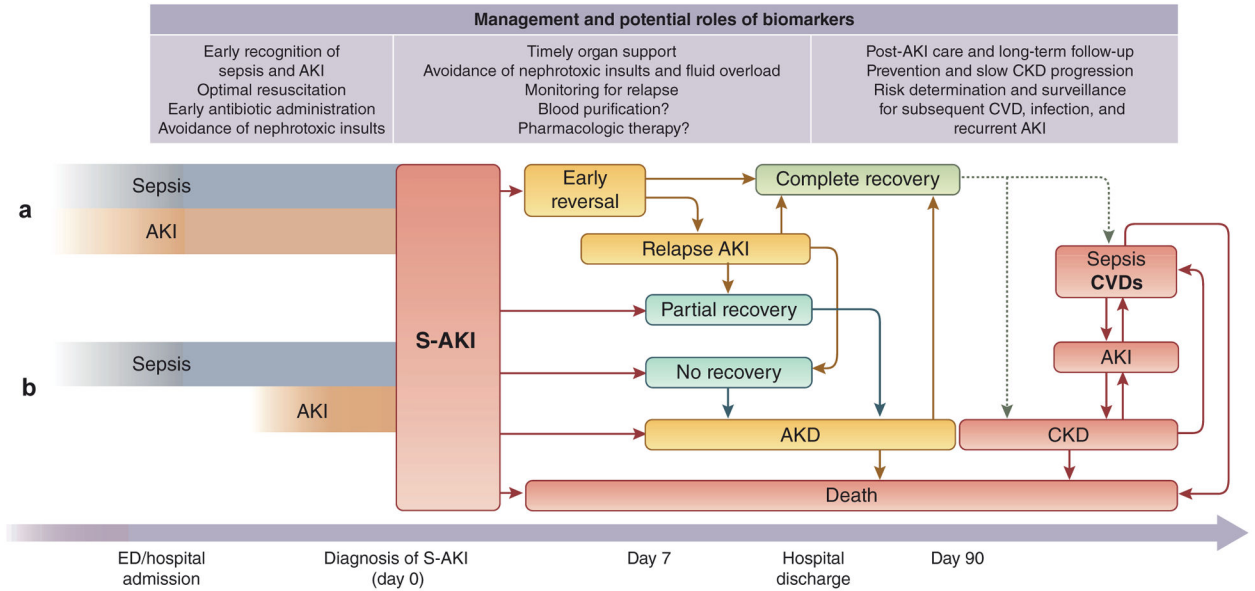 Management and potential roles of biomarkers
Early recognition of
sepsis and AKI
Optimal resuscitation
Early antibiotic administration
Avoidance of nephrotoxic insults
Timely organ support
Avoidance of nephrotoxic insults and fluid overload
Monitoring for relapse
Blood purification?
Pharmacologic therapy?
Post-AKI care and long-term follow-up
Prevention and slow CKD progression
Risk determination and surveillance
for subsequent CVD, infection, and
recurrent AKI
a
Sepsis
AKI
b
Sepsis
AKI
S-AKI
Early
reversal
Complete recovery
Relapse AKI
Partial recovery
No recovery
AKD
Sepsis
CVDs
AKI
CKD
Death
ED/hospital
admission
Diagnosis of S-AKI
(day 0)
Day 7
Hospital
discharge
Day 90